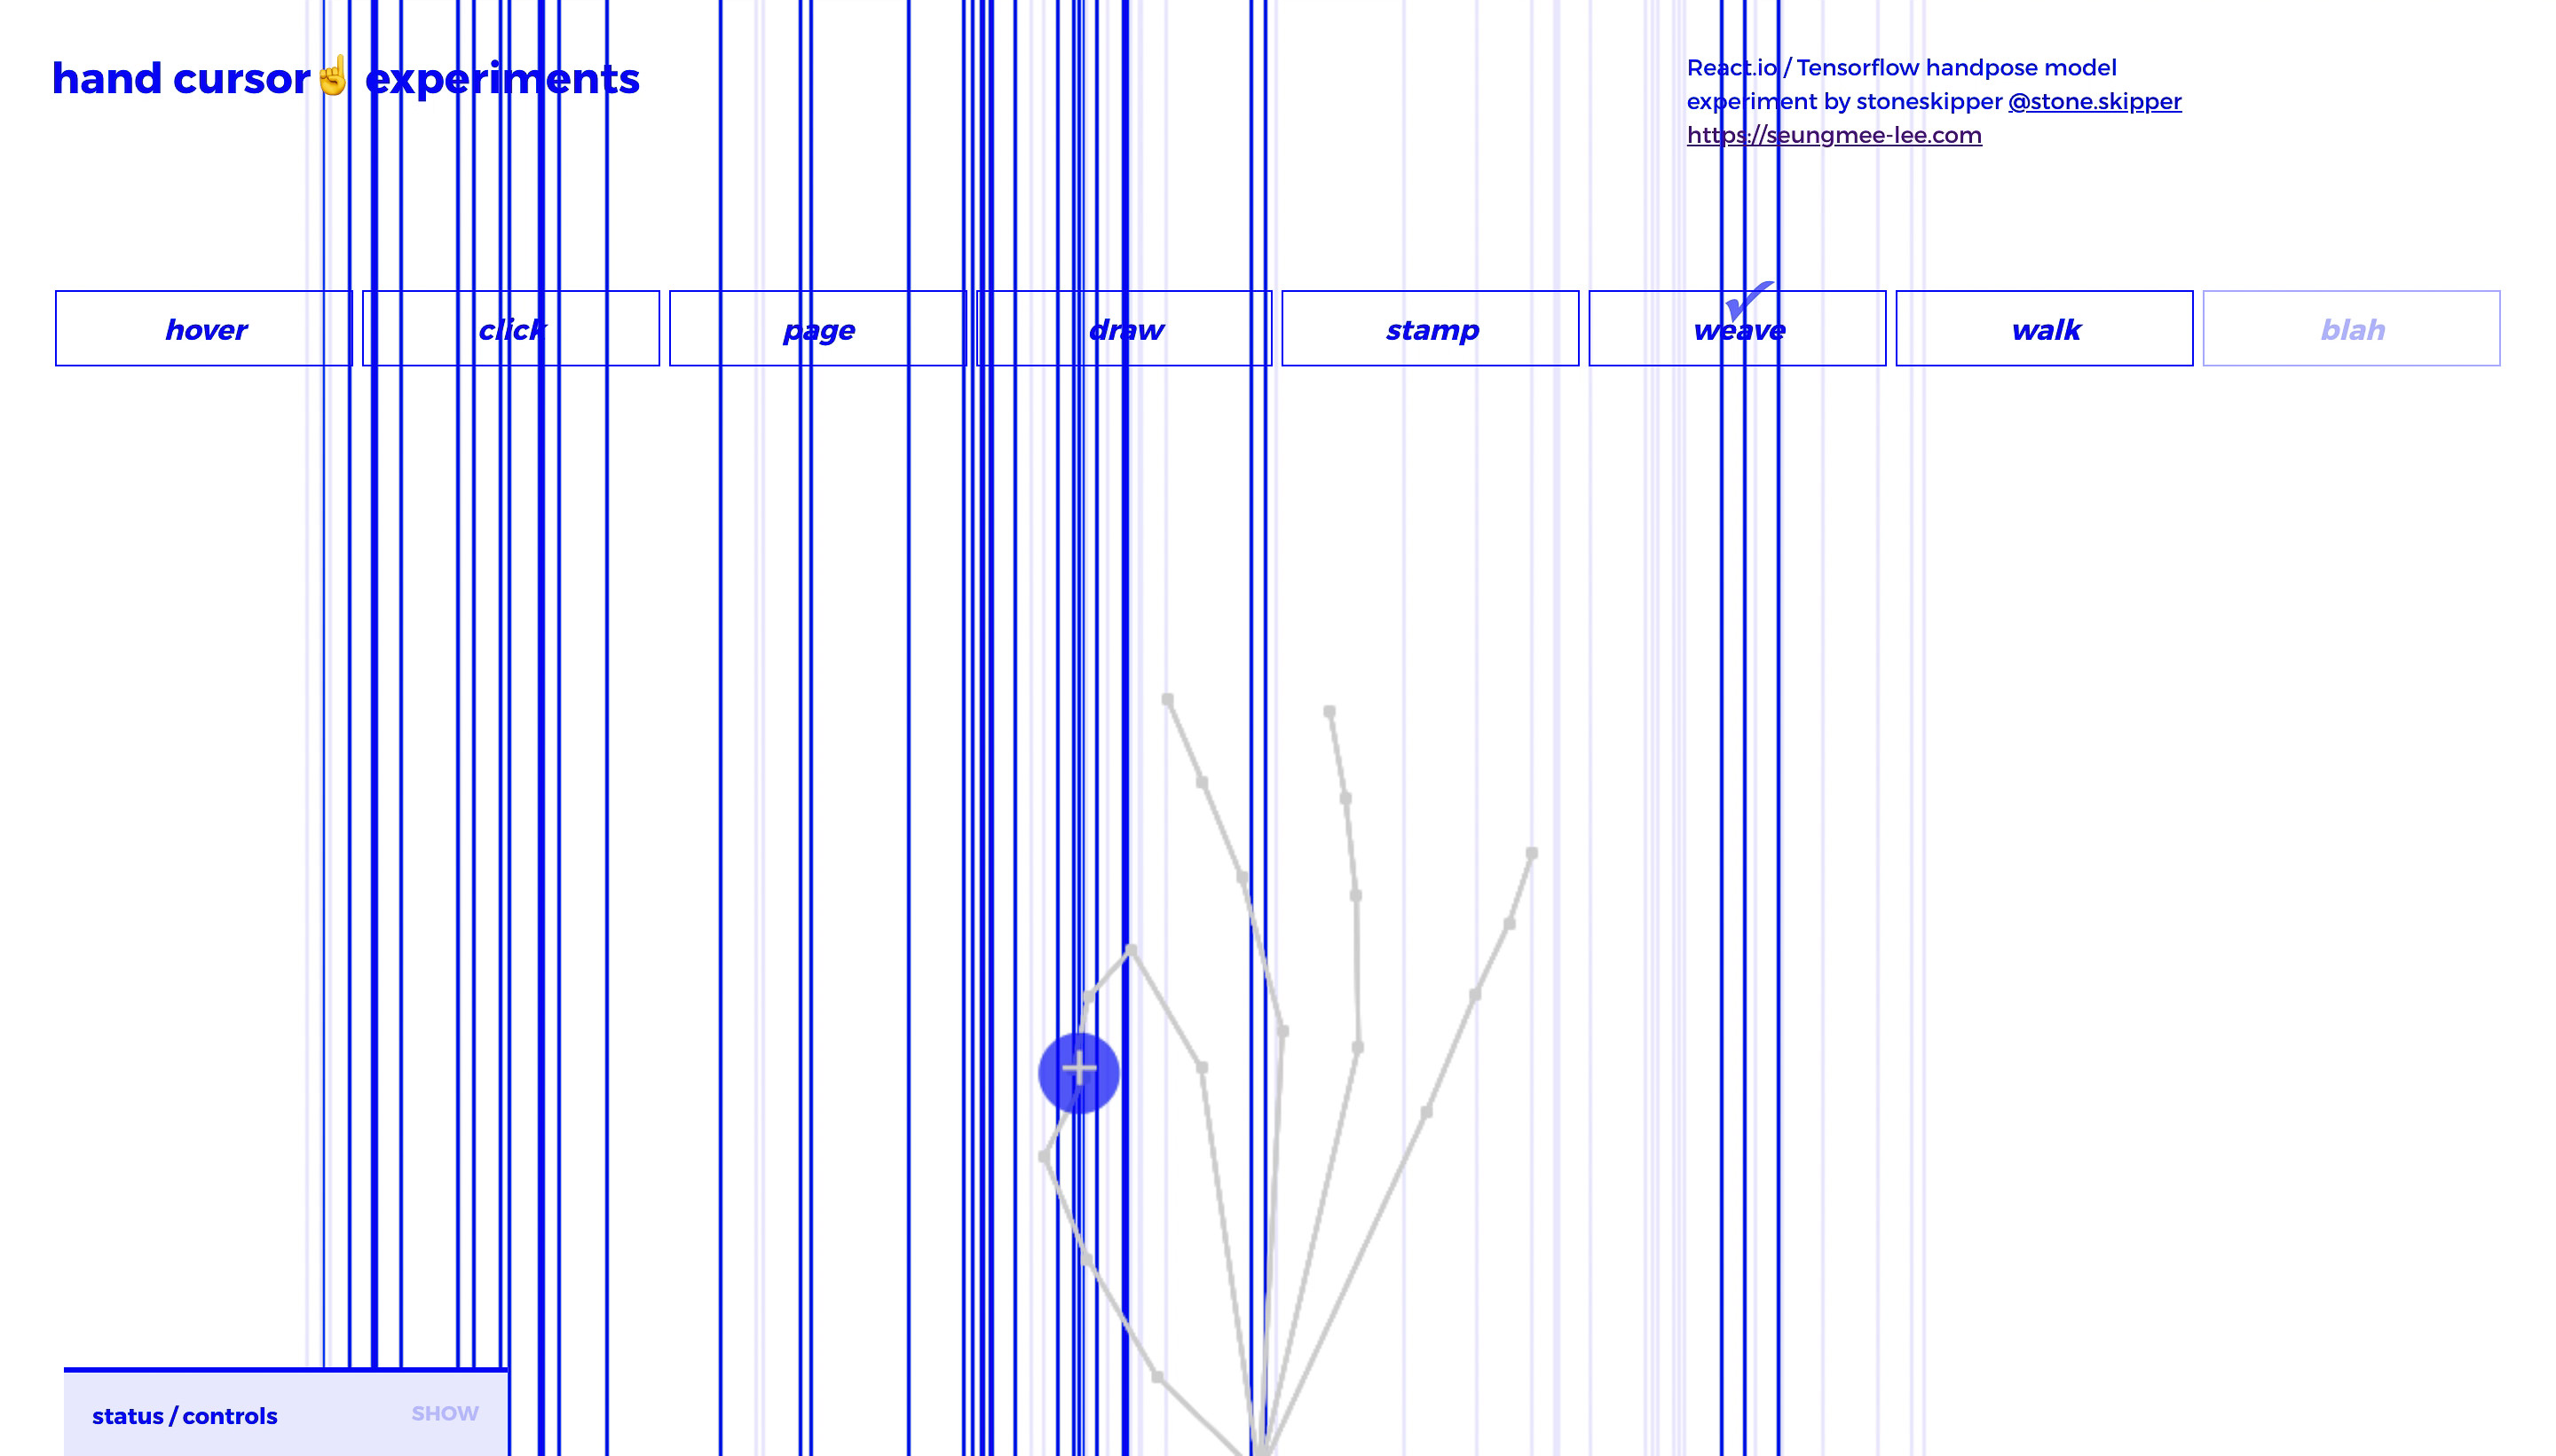 hand cursor☝️experiments
React.io / Tensorflow handpose model
experiment by stoneskipper @stone.skipper
https://seungmee-lee.com
hover
click
page
draw
stamp
weave
walk
blah
status / controls
SHOW